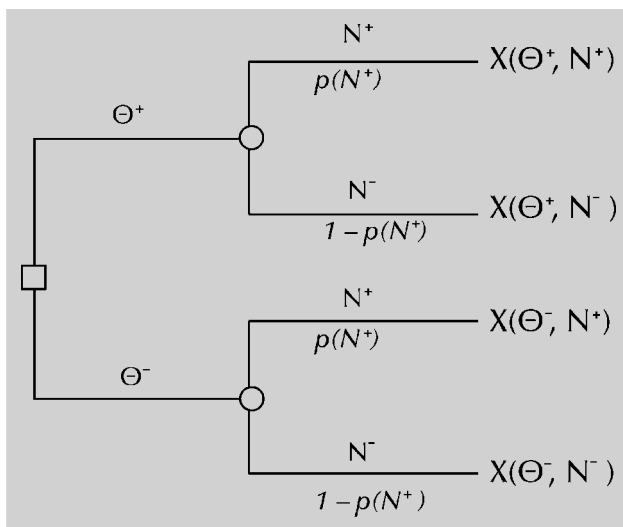 N⁺
p(N⁺)
X(Θ⁺, N⁺)
Θ⁺
N⁻
1 – p(N⁺)
X(Θ⁺, N⁻)
N⁺
p(N⁺)
X(Θ⁻, N⁺)
Θ⁻
N⁻
1 – p(N⁺)
X(Θ⁻, N⁻)